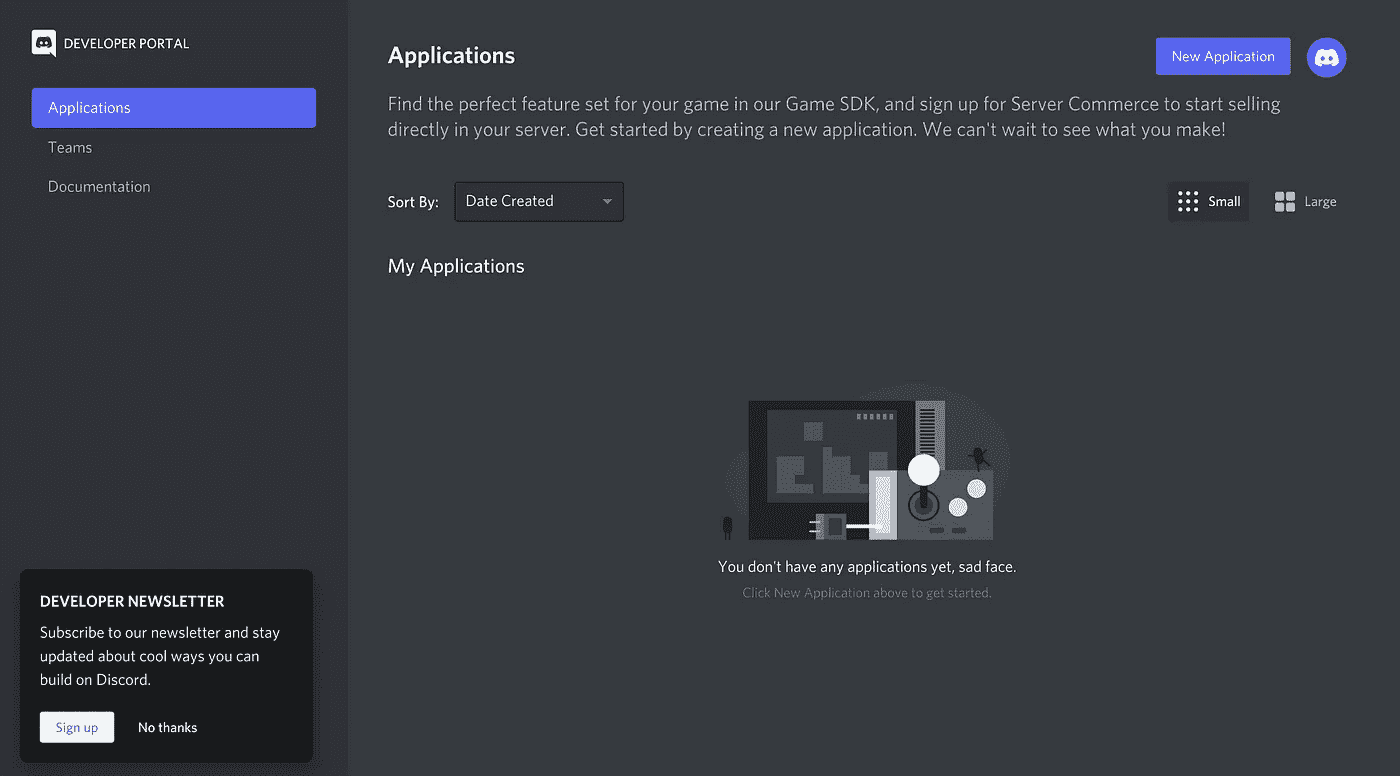 DEVELOPER PORTAL
Applications
Teams
Documentation
DEVELOPER NEWSLETTER
Subscribe to our newsletter and stay
updated about cool ways you can
build on Discord.
Sign up No thanks
Applications
New Application
Find the perfect feature set for your game in our Game SDK, and sign up for Server Commerce to start selling
directly in your server. Get started by creating a new application. We can't wait to see what you make!
Sort By: Date Created Small Large
My Applications
You don't have any applications yet, sad face.
Click New Application above to get started.